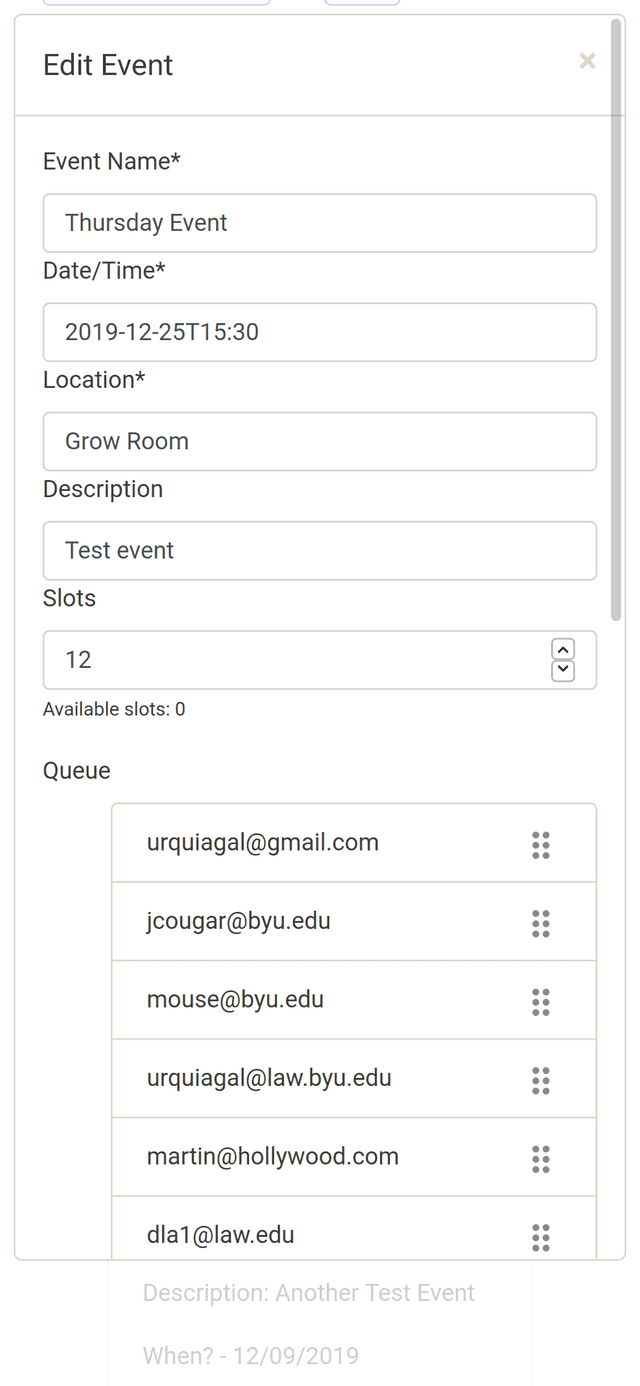 Edit Event
×
Event Name*
Thursday Event
Date/Time*
2019-12-25T15:30
Location*
Grow Room
Description
Test event
Slots
12
Available slots: 0
Queue
urquiagal@gmail.com
jcougar@byu.edu
mouse@byu.edu
urquiagal@law.byu.edu
martin@hollywood.com
dla1@law.edu
Description: Another Test Event
When? - 12/09/2019